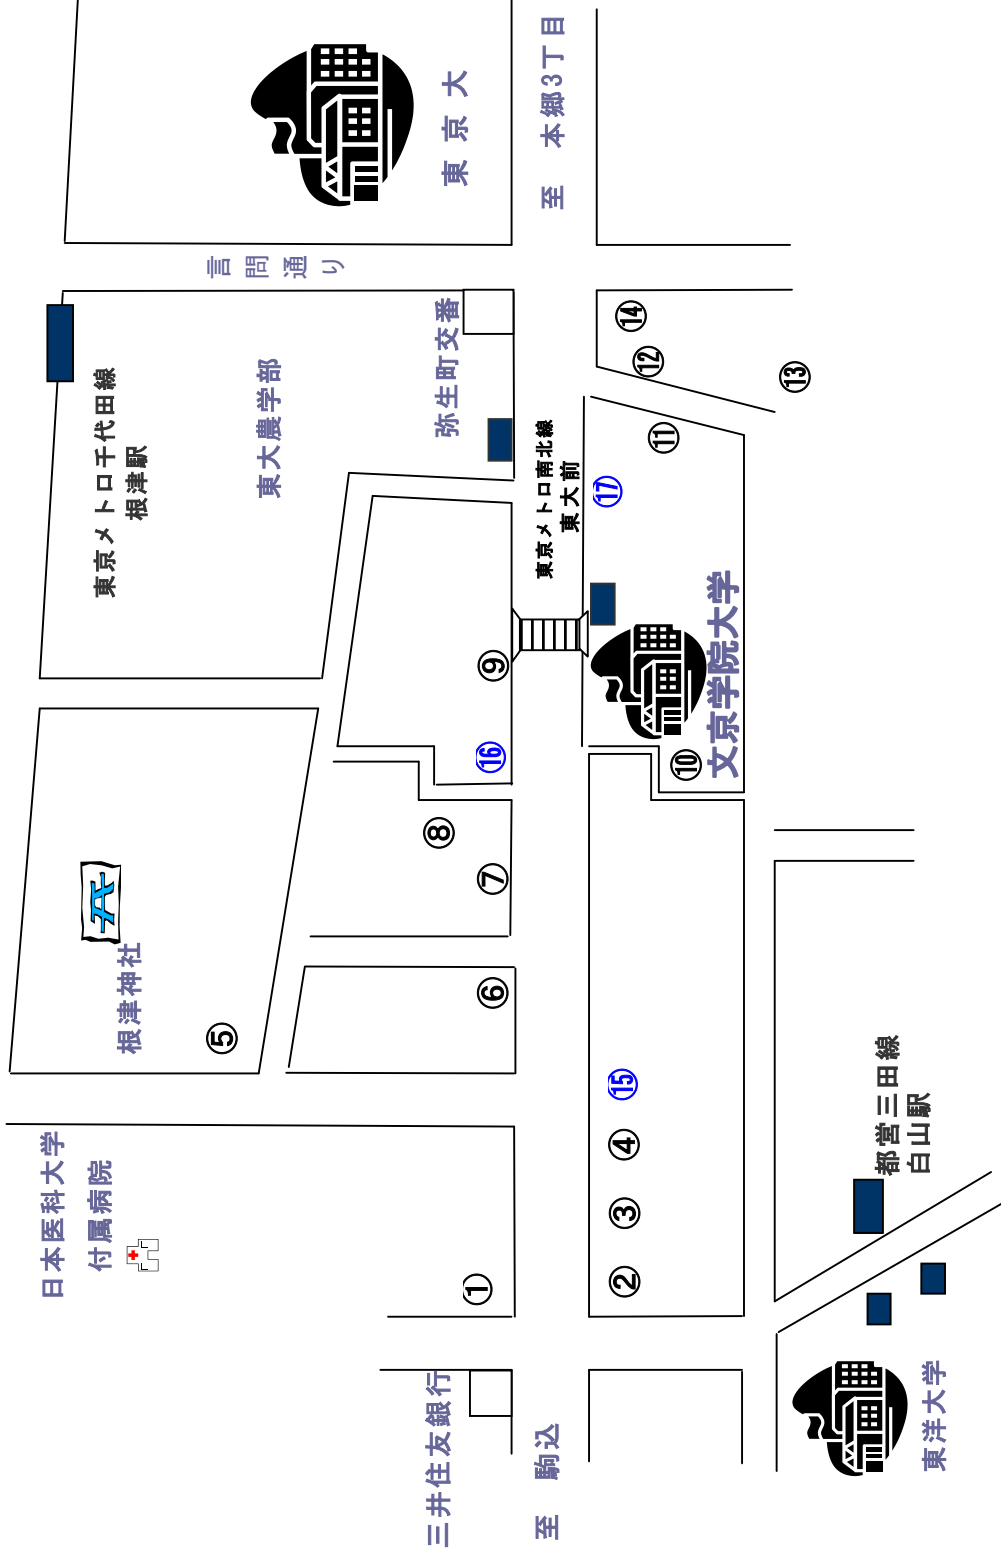 至 駒込
三井住友銀行
東洋大学
①
②
③
④
⑮
日本医科大学
付属病院
都営三田線
白山駅
⑤
⑥
根津神社
⑦
⑧
⑯
⑨
⑩
文京学院大学
東京メトロ南北線
東大前
⑰
⑪
⑫
⑬
⑭
東京メトロ千代田線
根津駅
東大農学部
弥生町交番
言問通り
東京大
至 本郷3丁目